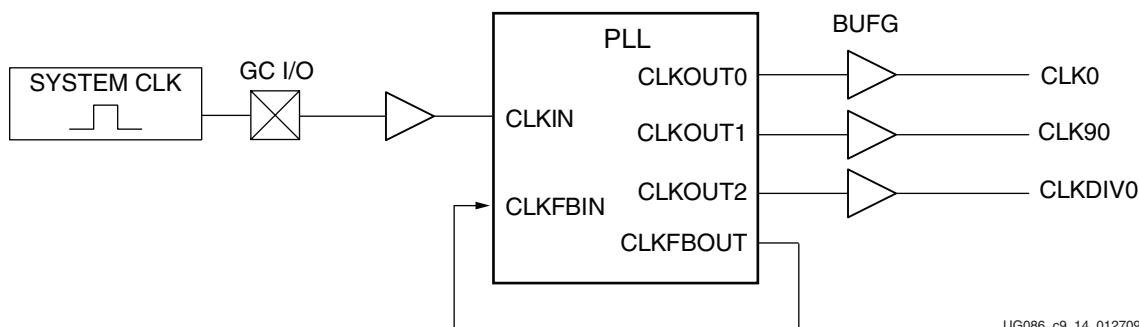 BUFG
PLL
GC I/O
SYSTEM CLK
CLKOUT0
CLK0
CLKIN
CLKOUT1
CLK90
CLKOUT2
CLKDIV0
CLKFBIN
CLKFBOUT
UG086_c9_14_012709